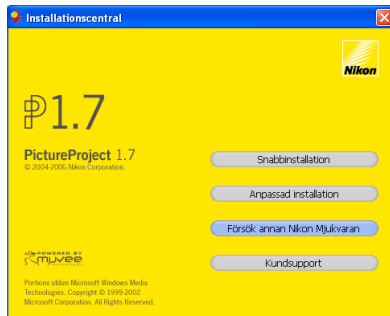 Installationscentral
Nikon
P1.7
PictureProject 1.7
© 2004-2006 Nikon Corporation.
Snabbinstallation
Anpassad installation
Försök annan Nikon Mjukvaran
Kundsupport
POWERED BY
muvee
Portions utilize Microsoft Windows Media
Technologies. Copyright © 1999-2002
Microsoft Corporation. All Rights Reserved.